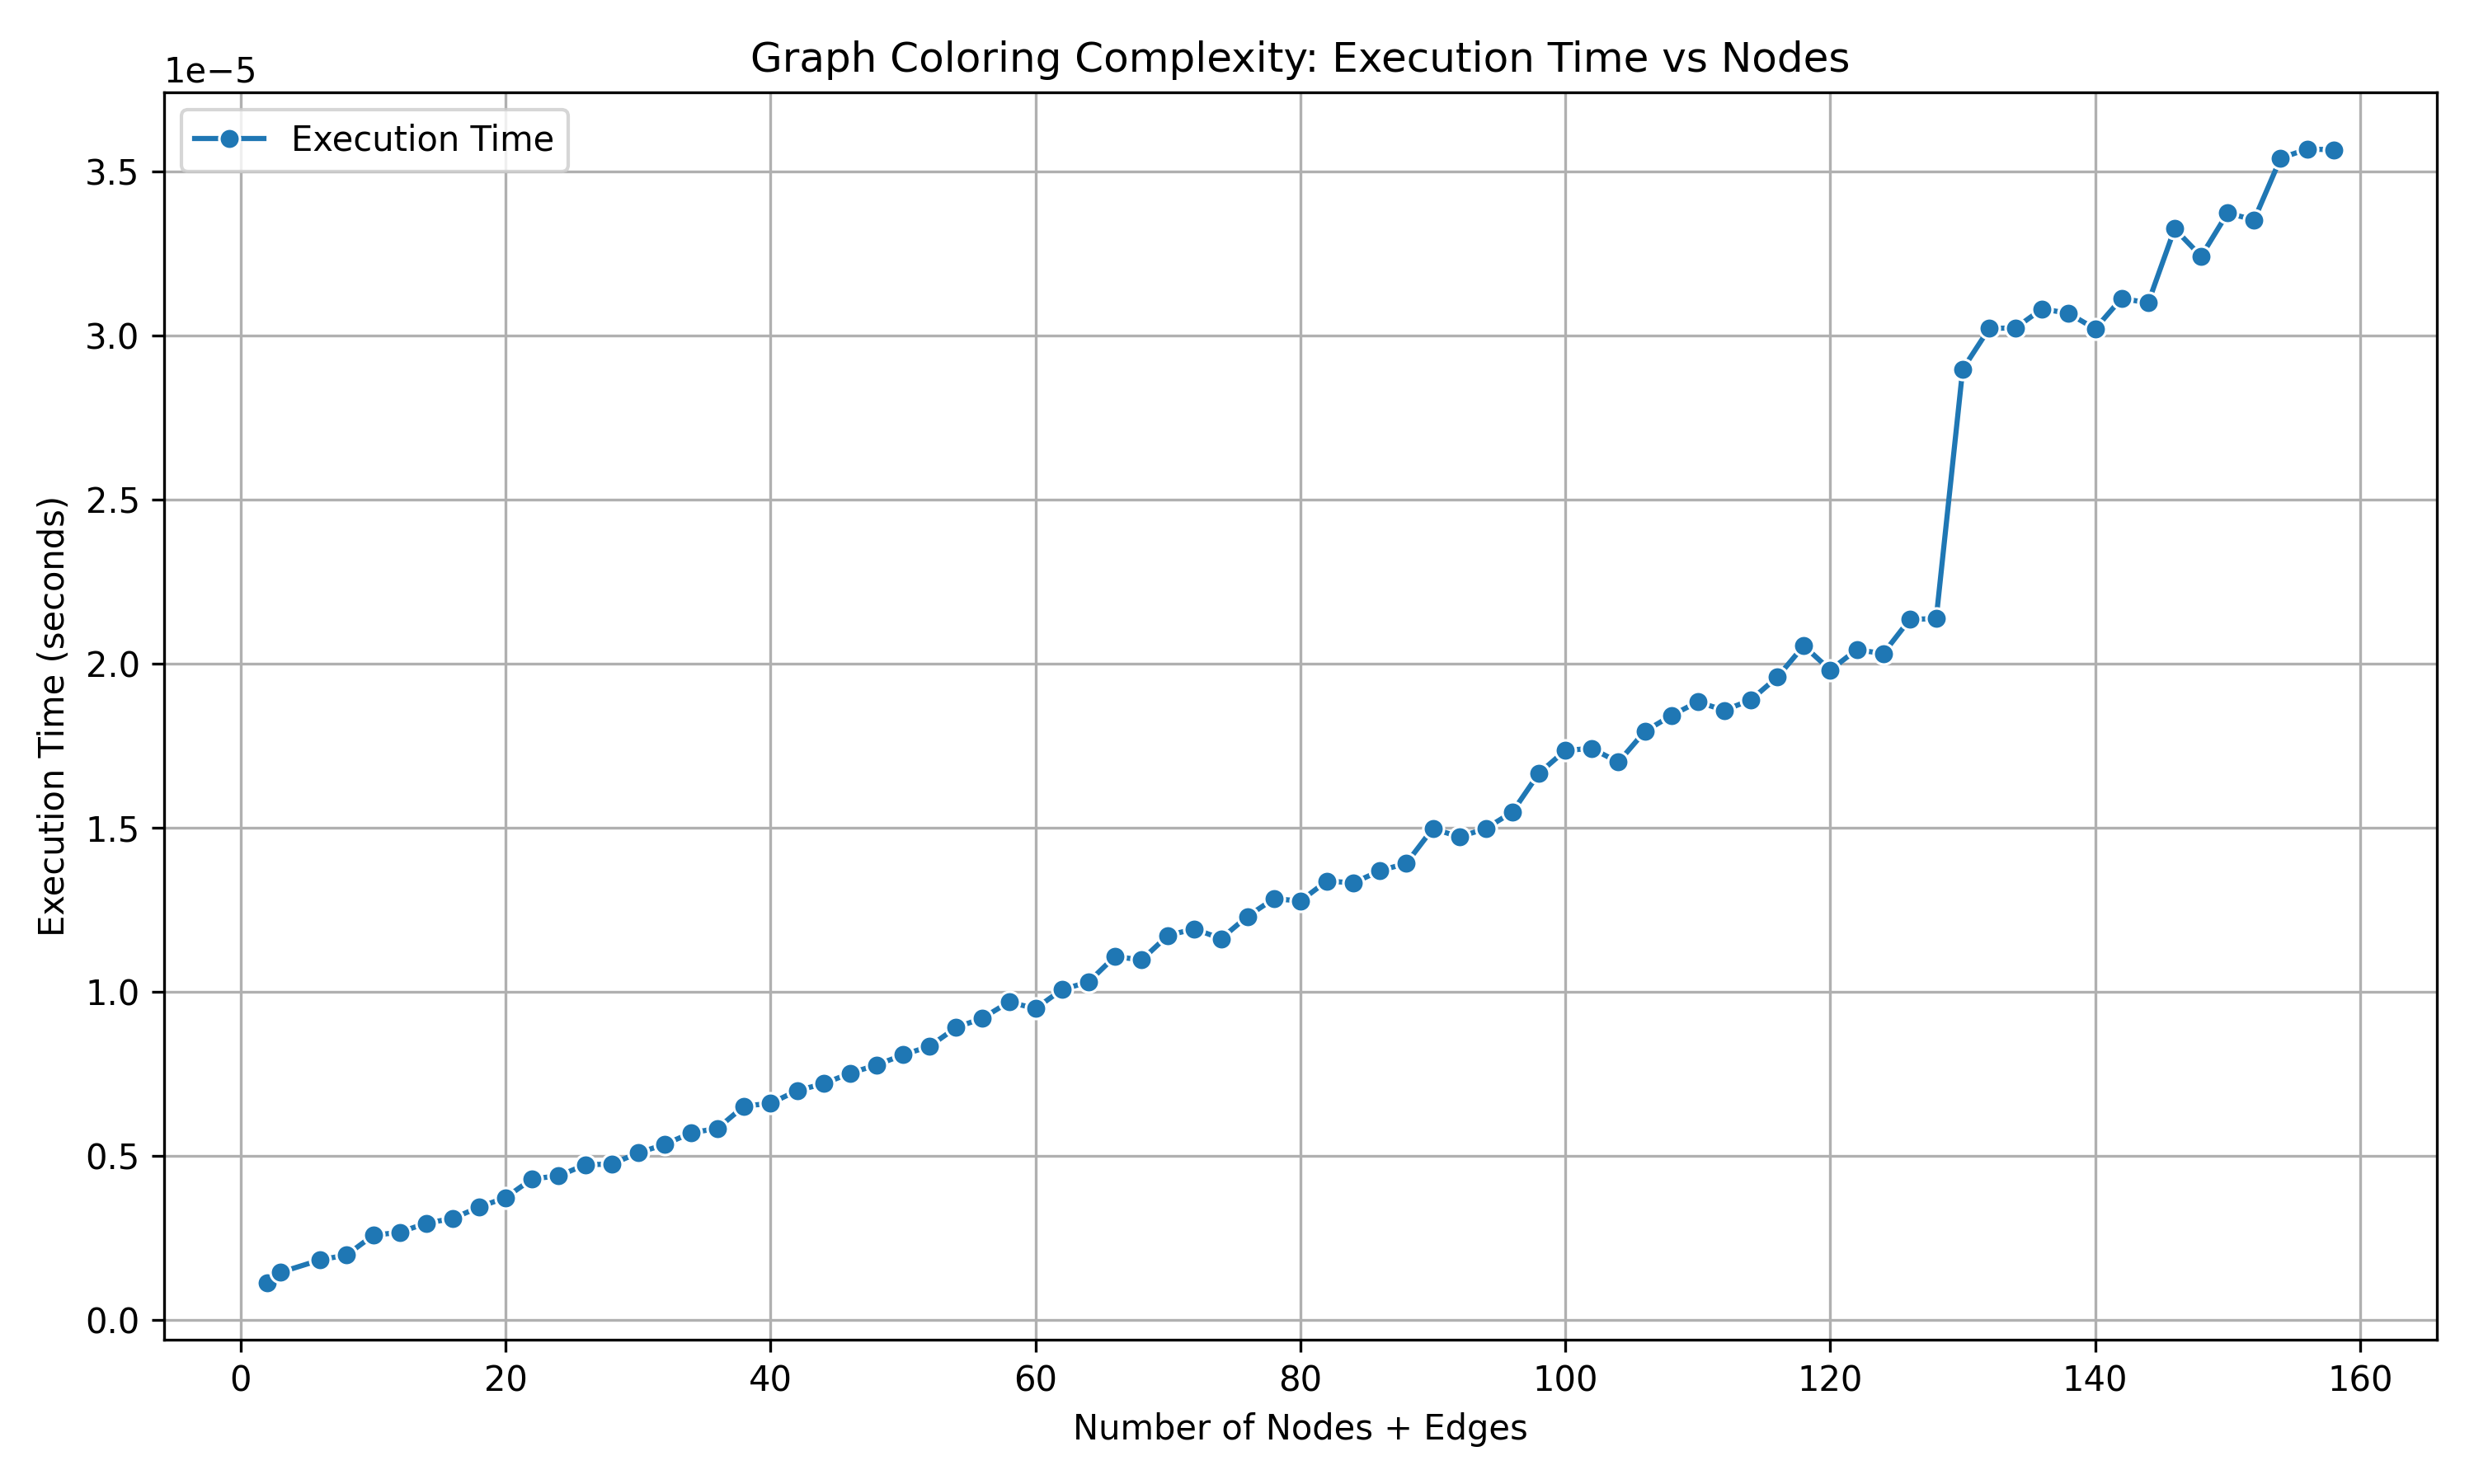 Graph Coloring Complexity: Execution Time vs Nodes
1e−5
Execution Time
3.5
3.0
2.5
2.0
1.5
1.0
0.5
0.0
Execution Time (seconds)
0 20 40 60 80 100 120 140 160
Number of Nodes + Edges